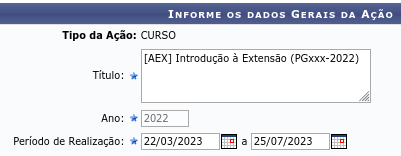 Informe os dados Gerais da Ação
Tipo da Ação: CURSO
Título: [AEX] Introdução à Extensão (PGxxx-2022)
Ano: 2022
Período de Realização: 22/03/2023 a 25/07/2023